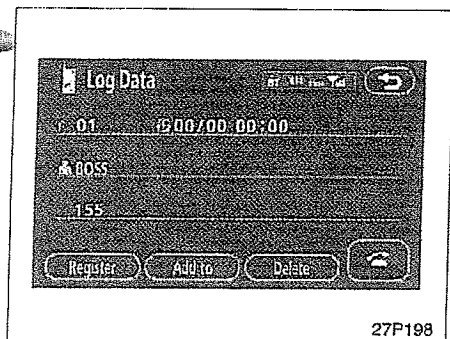 Log Data
01 00/00 00:00
BOSS
155
Register Add to Delete
27P198